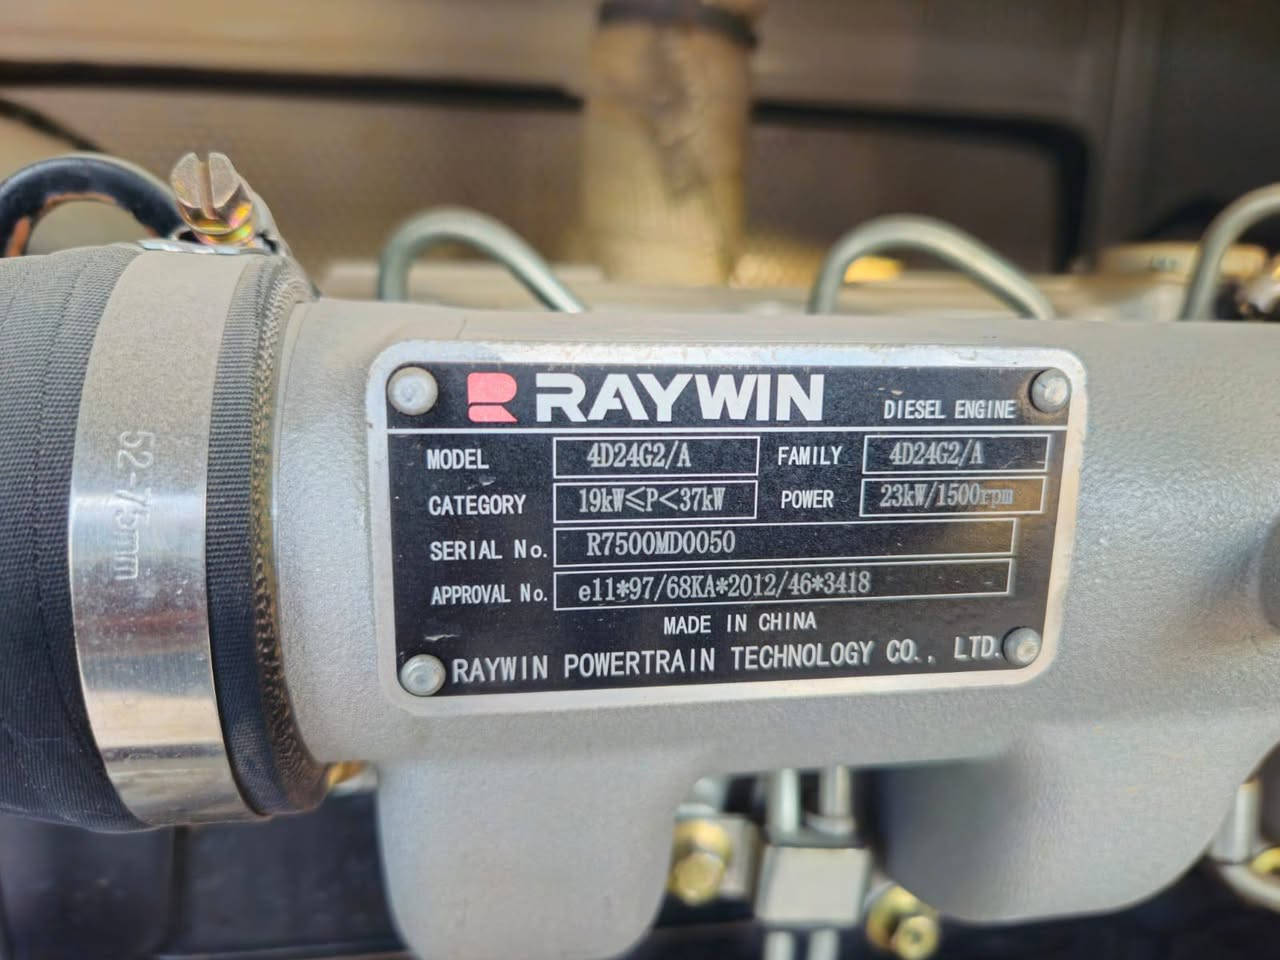 RAYWIN DIESEL ENGINE
MODEL 4D24G2/A FAMILY 4D24G2/A
CATEGORY 19kW≤P<37kW POWER 23kW/1500rpm
SERIAL No. R7500MD0050
APPROVAL No. e11*97/68KA*2012/46*3418
MADE IN CHINA
RAYWIN POWERTRAIN TECHNOLOGY CO., LTD.
52-75mm